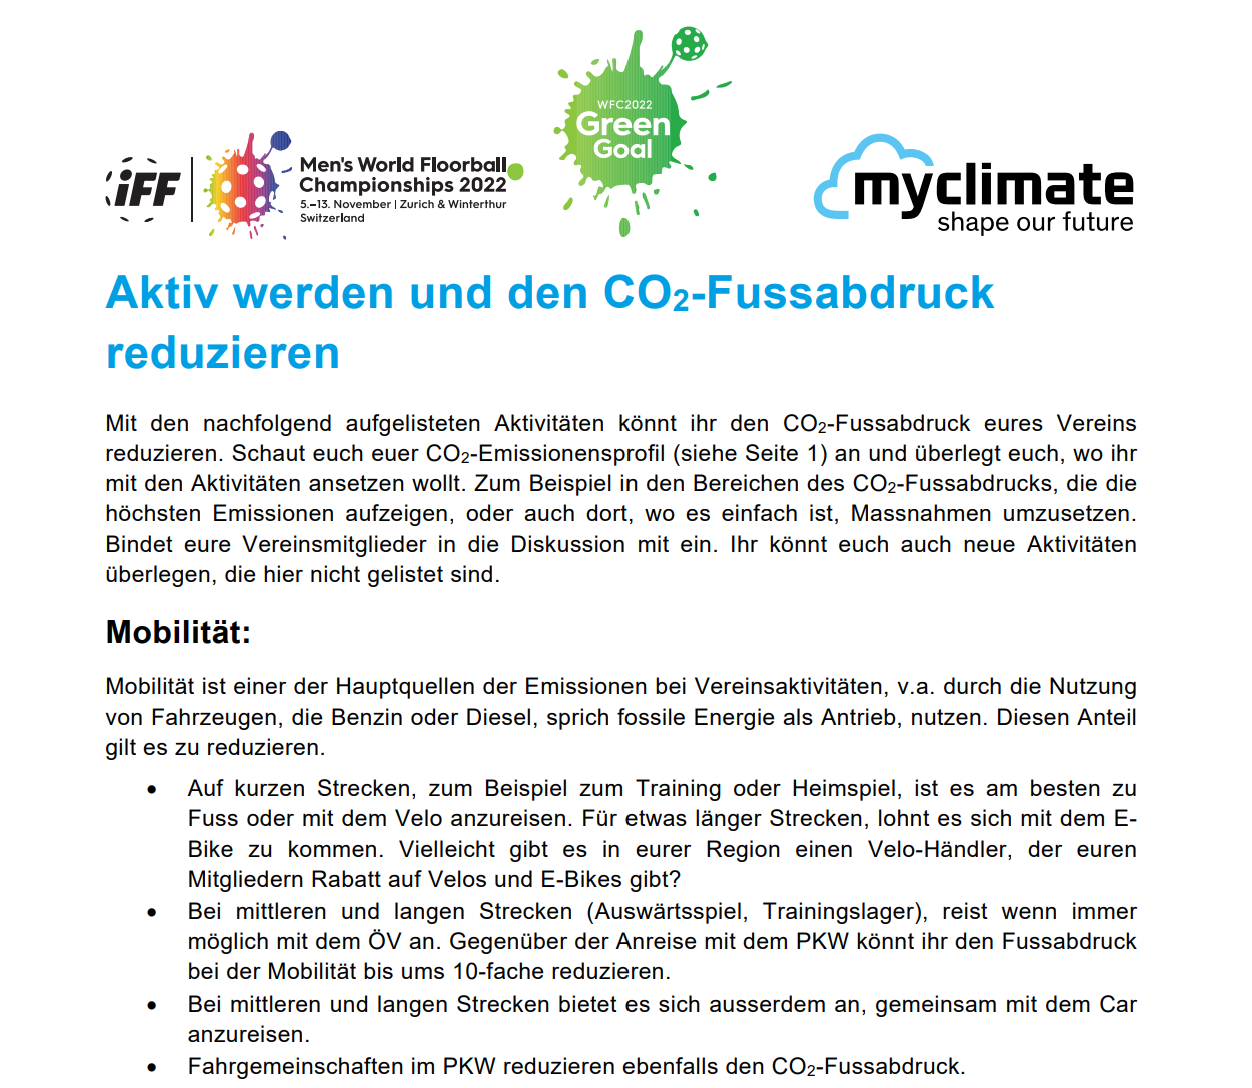 WFC2022
Green
Goal
iFF
Men's World Floorball
Championships 2022
5.–13. November | Zurich & Winterthur
Switzerland
myclimate
shape our future
Aktiv werden und den CO₂-Fussabdruck
reduzieren
Mit den nachfolgend aufgelisteten Aktivitäten könnt ihr den CO₂-Fussabdruck eures Vereins
reduzieren. Schaut euch euer CO₂-Emissionensprofil (siehe Seite 1) an und überlegt euch, wo ihr
mit den Aktivitäten ansetzen wollt. Zum Beispiel in den Bereichen des CO₂-Fussabdrucks, die die
höchsten Emissionen aufzeigen, oder auch dort, wo es einfach ist, Massnahmen umzusetzen.
Bindet eure Vereinsmitglieder in die Diskussion mit ein. Ihr könnt euch auch neue Aktivitäten
überlegen, die hier nicht gelistet sind.
Mobilität:
Mobilität ist einer der Hauptquellen der Emissionen bei Vereinsaktivitäten, v.a. durch die Nutzung
von Fahrzeugen, die Benzin oder Diesel, sprich fossile Energie als Antrieb, nutzen. Diesen Anteil
gilt es zu reduzieren.
• Auf kurzen Strecken, zum Beispiel zum Training oder Heimspiel, ist es am besten zu
Fuss oder mit dem Velo anzureisen. Für etwas länger Strecken, lohnt es sich mit dem E-
Bike zu kommen. Vielleicht gibt es in eurer Region einen Velo-Händler, der euren
Mitgliedern Rabatt auf Velos und E-Bikes gibt?
• Bei mittleren und langen Strecken (Auswärtsspiel, Trainingslager), reist wenn immer
möglich mit dem ÖV an. Gegenüber der Anreise mit dem PKW könnt ihr den Fussabdruck
bei der Mobilität bis ums 10-fache reduzieren.
• Bei mittleren und langen Strecken bietet es sich ausserdem an, gemeinsam mit dem Car
anzureisen.
• Fahrgemeinschaften im PKW reduzieren ebenfalls den CO₂-Fussabdruck.